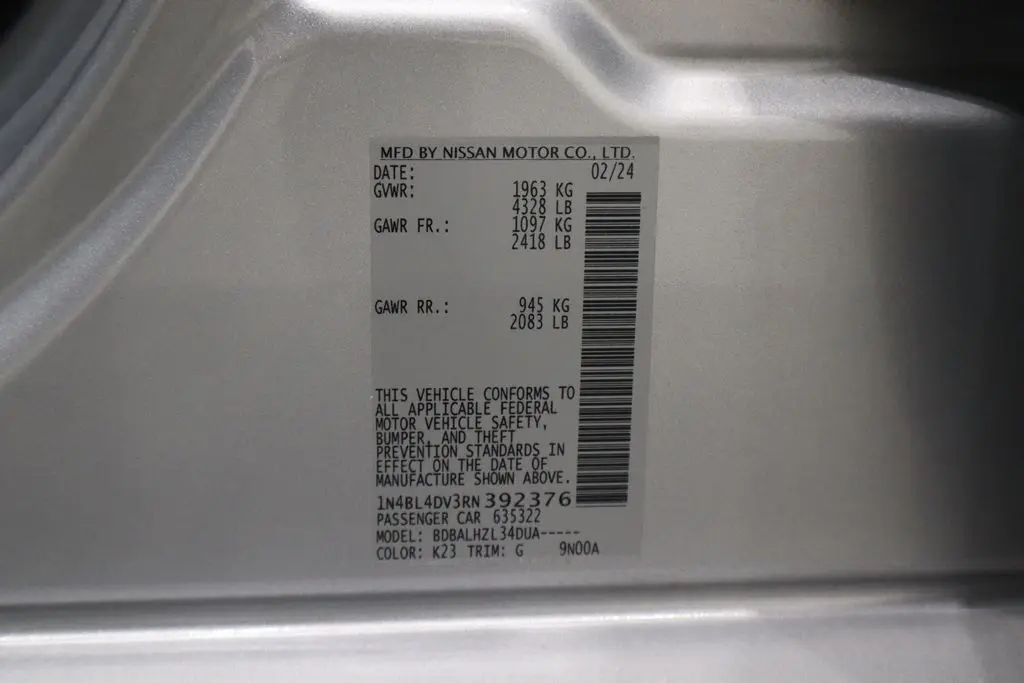 MFD BY NISSAN MOTOR CO., LTD.
DATE: 02/24
GVWR: 1963 KG
4328 LB
GAWR FR.: 1097 KG
2418 LB
GAWR RR.: 945 KG
2083 LB
THIS VEHICLE CONFORMS TO
ALL APPLICABLE FEDERAL
MOTOR VEHICLE SAFETY,
BUMPER, AND THEFT
PREVENTION STANDARDS IN
EFFECT ON THE DATE OF
MANUFACTURE SHOWN ABOVE.
1N4BL4DV3RN392376
PASSENGER CAR 635322
MODEL: BDBALHZL34DUA-----
COLOR: K23 TRIM: G 9N00A